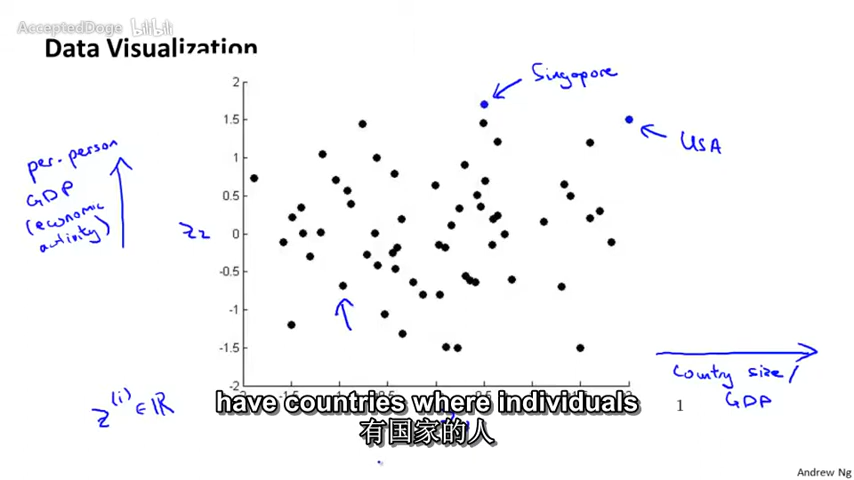 AcceptedDoge bilibili
Data Visualization
Singapore
USA
per-person
GDP
(economic
activity)
z₂
2
1.5
1
0.5
0
-0.5
-1
-1.5
-2
z⁽ⁱ⁾ ∈ ℝ
Country size/
GDP
1
have countries where individuals
有国家的人
Andrew Ng